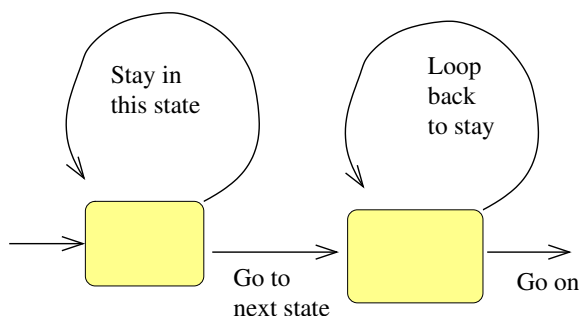 Stay in
this state
Loop
back
to stay
Go to
next state
Go on